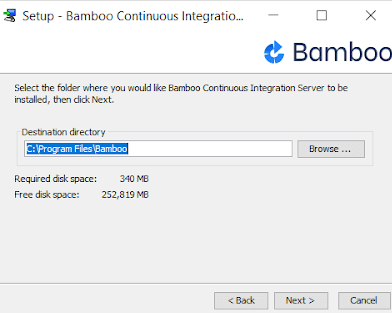 Setup - Bamboo Continuous Integratio...
Bamboo
Select the folder where you would like Bamboo Continuous Integration Server to be
installed, then click Next.
Destination directory
C:\Program Files\Bamboo
Browse ...
Required disk space: 340 MB
Free disk space: 252,819 MB
< Back
Next >
Cancel